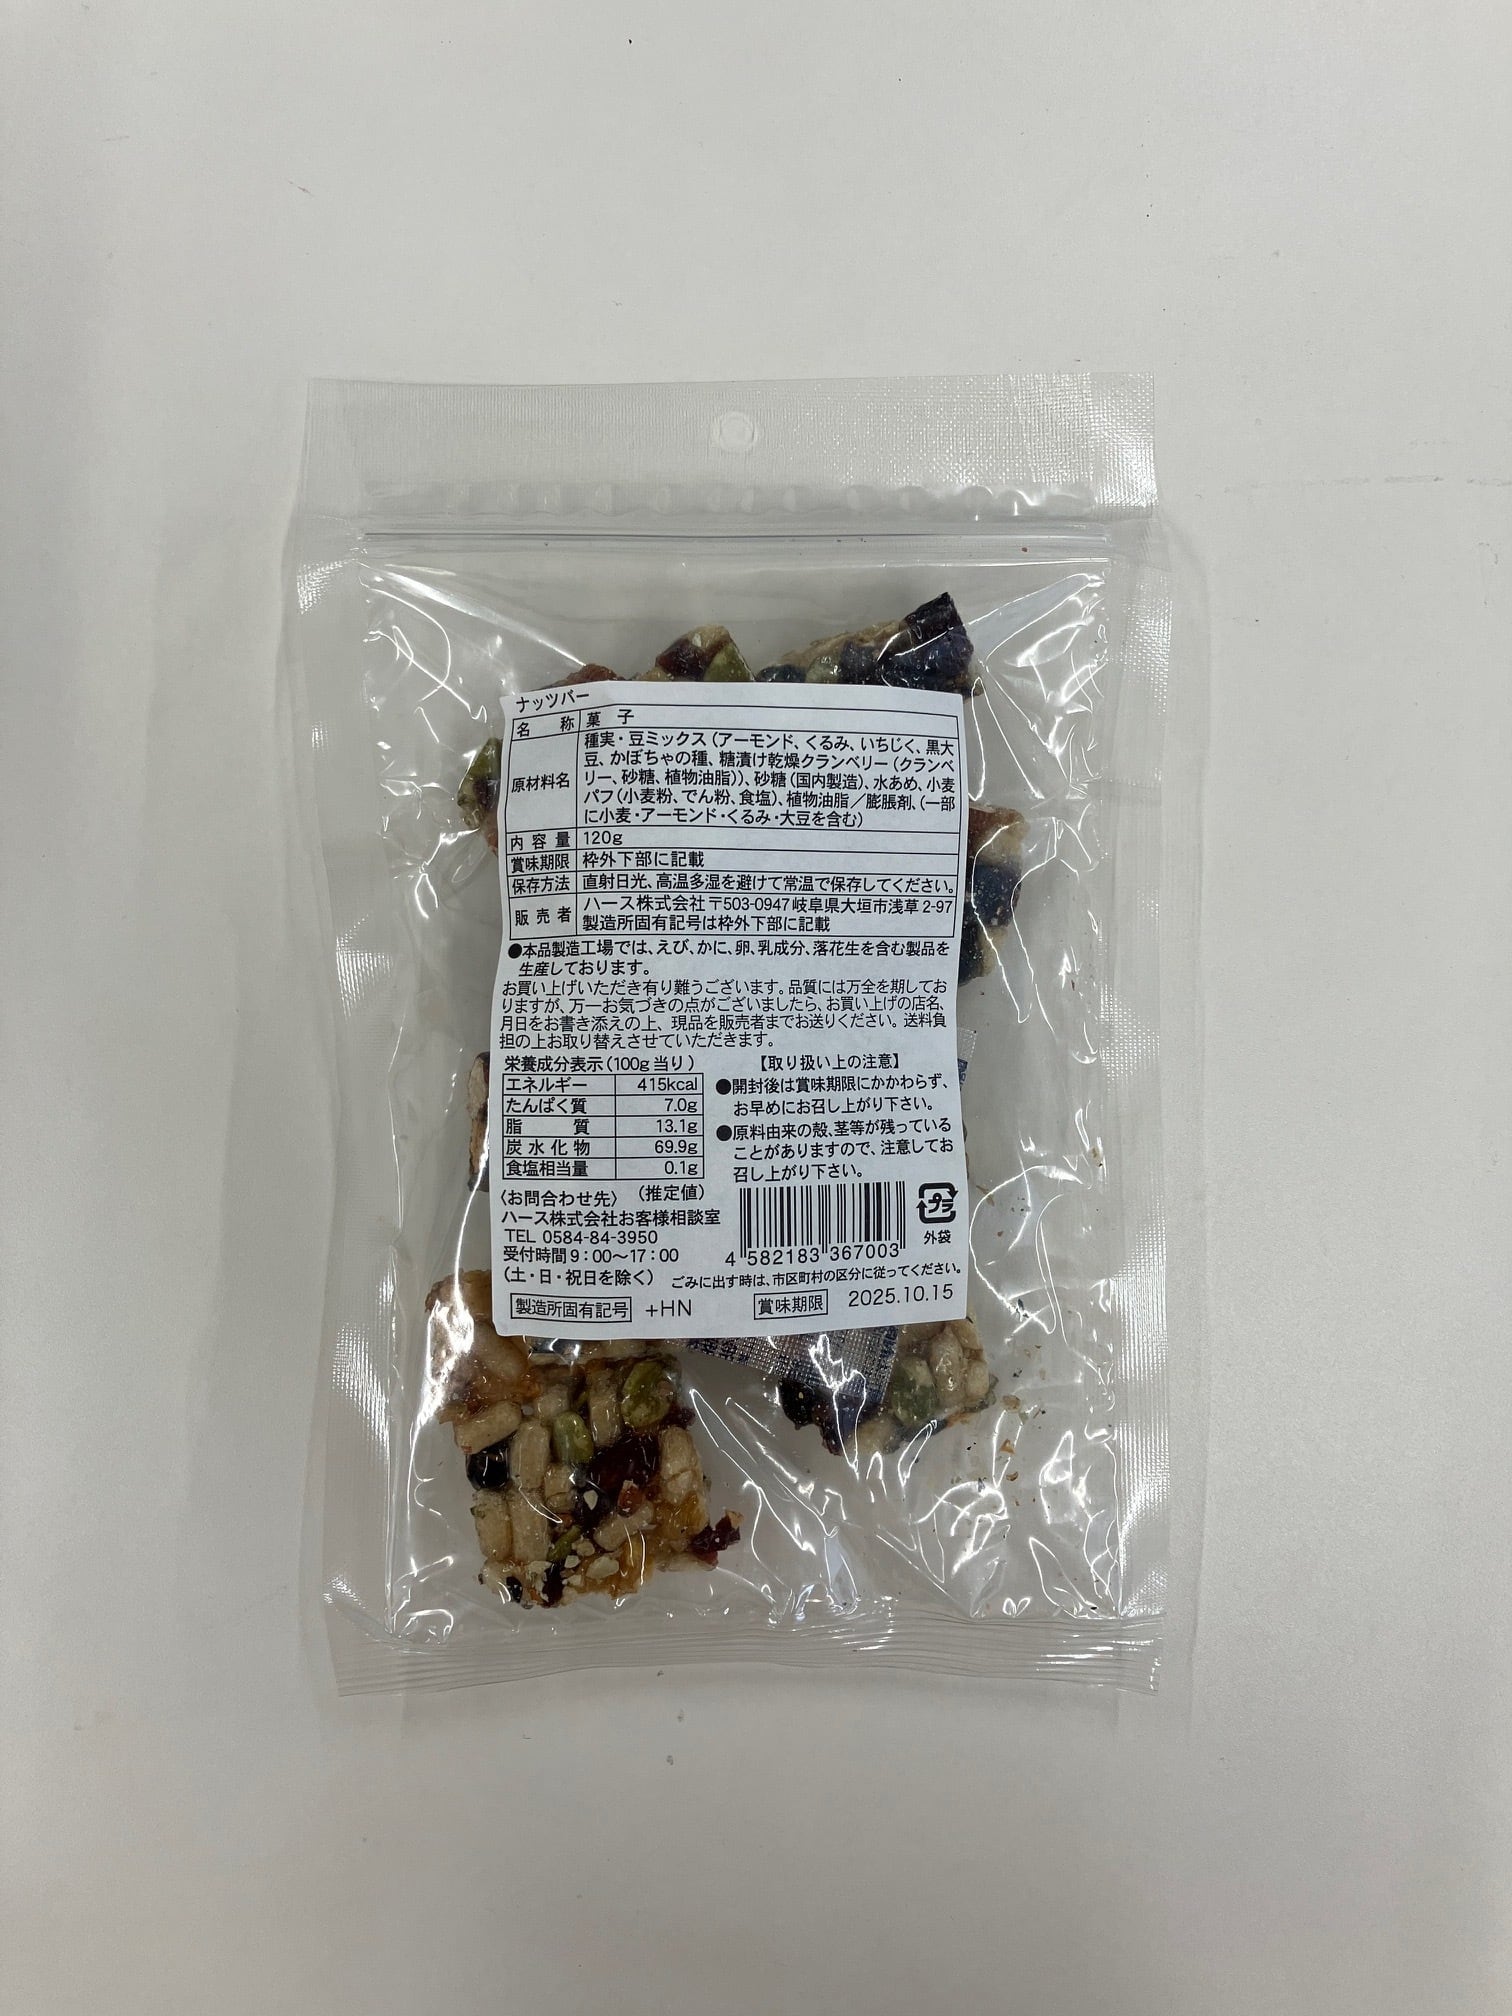 ナッツバー
名称 菓子
原材料名 種実・豆ミックス(アーモンド、くるみ、いちじく、黒大
豆、かぼちゃの種、糖漬け乾燥クランベリー(クランベ
リー、砂糖、植物油脂))、砂糖(国内製造)、水あめ、小麦
パフ(小麦粉、でん粉、食塩)、植物油脂/膨脹剤、(一部
に小麦・アーモンド・くるみ・大豆を含む)
内容量 120g
賞味期限 枠外下部に記載
保存方法 直射日光、高温多湿を避けて常温で保存してください。
販売者 ハース株式会社 〒503-0947 岐阜県大垣市浅草 2-97
製造所固有記号は枠外下部に記載
●本品製造工場では、えび、かに、卵、乳成分、落花生を含む製品を
生産しております。
お買い上げいただき有り難うございます。品質には万全を期してお
りますが、万一お気づきの点がございましたら、お買い上げの店名、
月日をお書き添えの上、現品を販売者までお送りください。送料負
担の上お取り替えさせていただきます。
栄養成分表示(100g当り)
エネルギー 415kcal
たんぱく質 7.0g
脂質 13.1g
炭水化物 69.9g
食塩相当量 0.1g
(推定値)
【取り扱い上の注意】
●開封後は賞味期限にかかわらず、
お早めにお召し上がり下さい。
●原料由来の殻、茎等が残っている
ことがありますので、注意してお
召し上がり下さい。
〈お問合わせ先〉
ハース株式会社お客様相談室
TEL 0584-84-3950
受付時間9:00〜17:00
(土・日・祝日を除く)
4 582183 367003
プラ
外袋
ごみに出す時は、市区町村の区分に従ってください。
製造所固有記号 +HN
賞味期限 2025.10.15